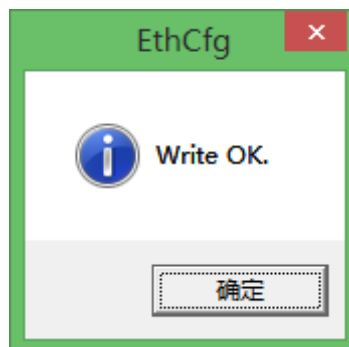 EthCfg
Write OK.
确定